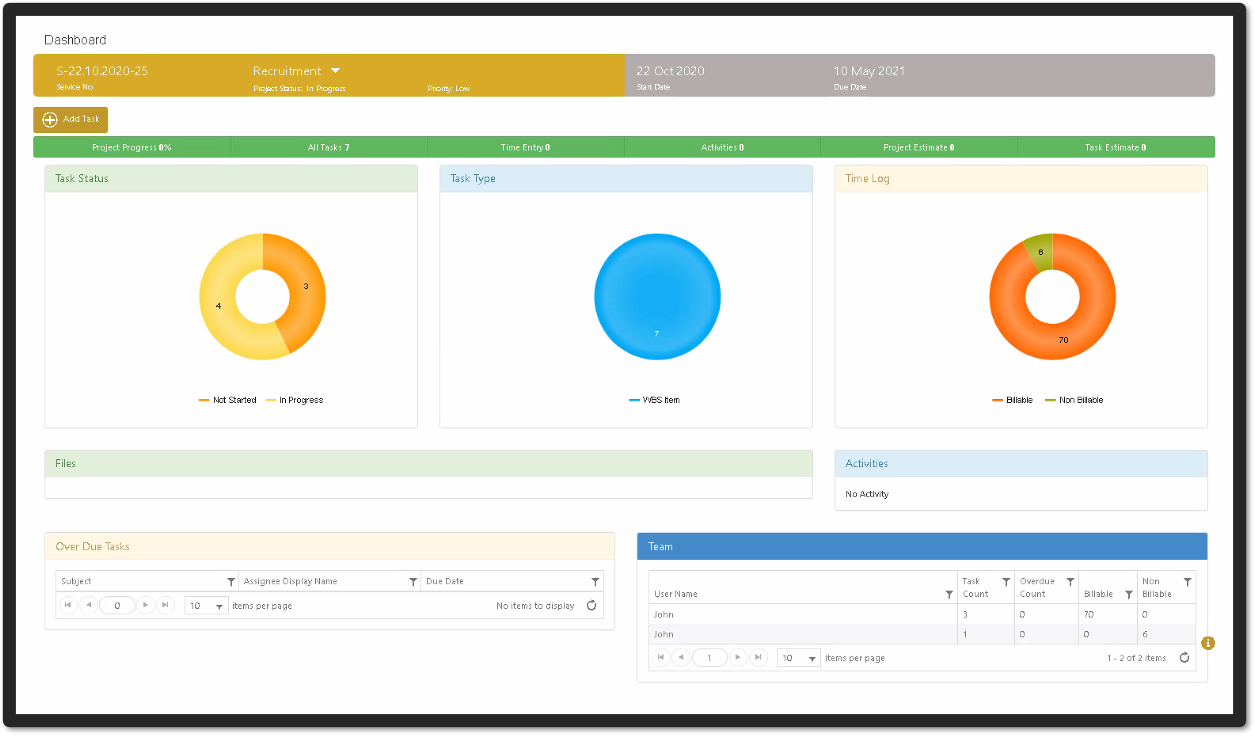 Dashboard
S-22.10.2020-25 Recruitment 22 Oct 2020 10 May 2021
Service No Project Status: In Progress Priority: Low Start Date Due Date
Add Task
Project Progress 0% All Tasks 7 Time Entry 0 Activities 0 Project Estimate 0 Task Estimate 0
Task Status Task Type Time Log
6
3
4
7
70
Not Started In Progress WBS Item Billable Non Billable
Files Activities
No Activity
Over Due Tasks Team
Subject Assignee Display Name Due Date
0 10 items per page No items to display
User Name Task Count Overdue Count Billable Non Billable
John 3 0 70 0
John 1 0 0 6
1 10 items per page 1 - 2 of 2 items
i